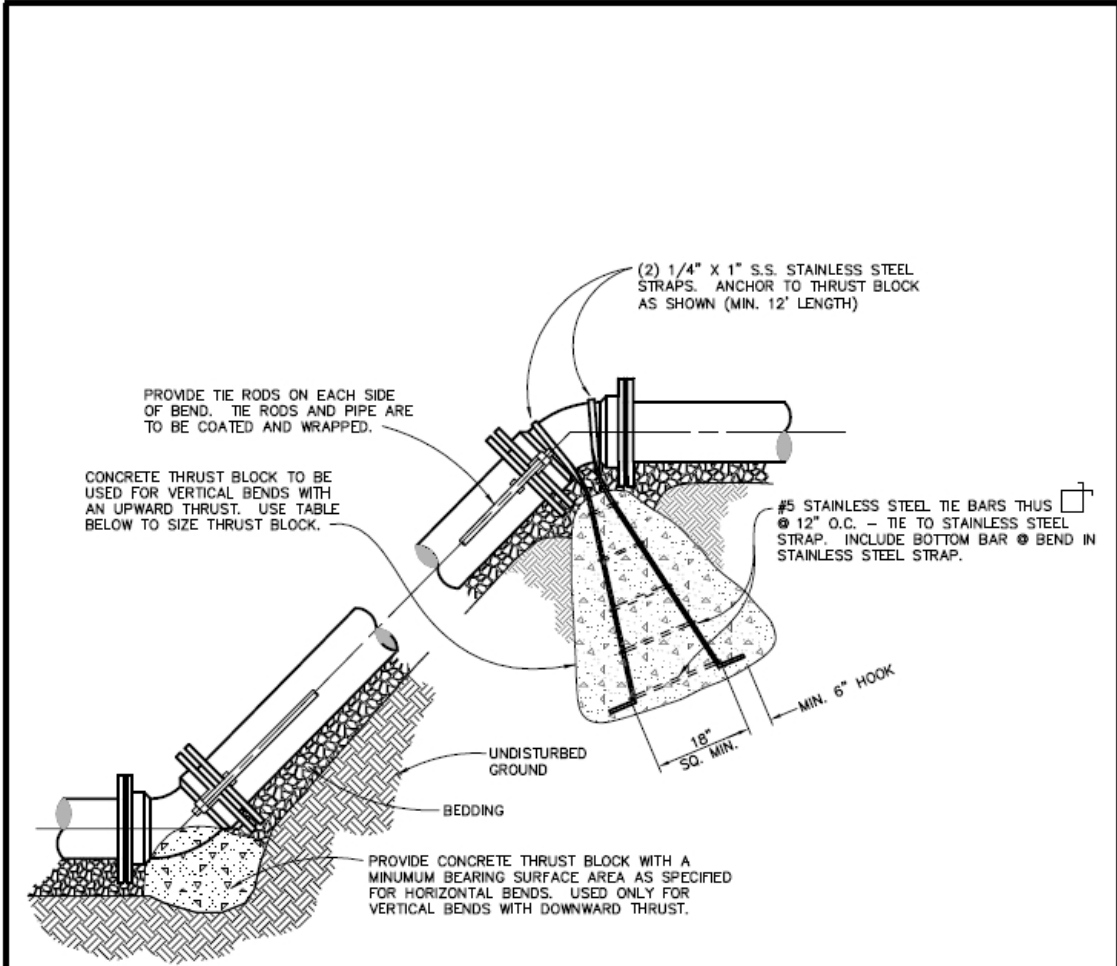 (2) 1/4" X 1" S.S. STAINLESS STEEL
STRAPS. ANCHOR TO THRUST BLOCK
AS SHOWN (MIN. 12' LENGTH)
PROVIDE TIE RODS ON EACH SIDE
OF BEND. TIE RODS AND PIPE ARE
TO BE COATED AND WRAPPED.
CONCRETE THRUST BLOCK TO BE
USED FOR VERTICAL BENDS WITH
AN UPWARD THRUST. USE TABLE
BELOW TO SIZE THRUST BLOCK.
#5 STAINLESS STEEL TIE BARS THUS
@ 12" O.C. – TIE TO STAINLESS STEEL
STRAP. INCLUDE BOTTOM BAR @ BEND IN
STAINLESS STEEL STRAP.
MIN. 6" HOOK
18"
SQ. MIN.
UNDISTURBED
GROUND
BEDDING
PROVIDE CONCRETE THRUST BLOCK WITH A
MINUMUM BEARING SURFACE AREA AS SPECIFIED
FOR HORIZONTAL BENDS. USED ONLY FOR
VERTICAL BENDS WITH DOWNWARD THRUST.